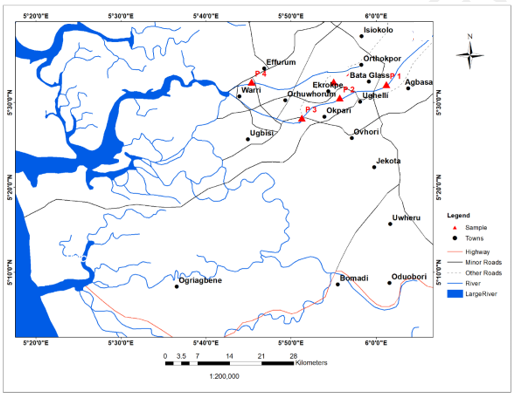 5°20'0"E 5°30'0"E 5°40'0"E 5°50'0"E 6°0'0"E
Isiokolo
N
Effurum
Orthokpor
P 4
Bata Glass
P 1
Ekrokpe
Agbasa
Warri
Orhuwhorum
P 2
Ughelli
P 3
Okpari
Ovhori
Ugbisi
Jekota
Uwheru
Ogriagbene
Bomadi
Oduobori
5°20'0"E 5°30'0"E 5°40'0"E 5°50'0"E 6°0'0"E
Legend
Sample
Towns
Highway
Minor Roads
Other Roads
River
LargeRiver
0 3.5 7 14 21 28
Kilometers
1:200,000